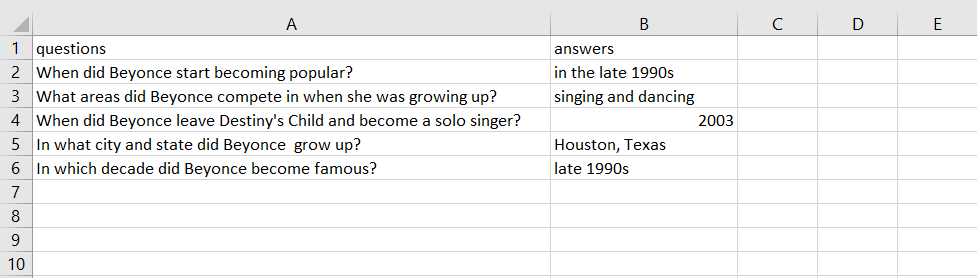 A B C D E
1 questions answers
2 When did Beyonce start becoming popular? in the late 1990s
3 What areas did Beyonce compete in when she was growing up? singing and dancing
4 When did Beyonce leave Destiny's Child and become a solo singer? 2003
5 In what city and state did Beyonce  grow up? Houston, Texas
6 In which decade did Beyonce become famous? late 1990s
7
8
9
10